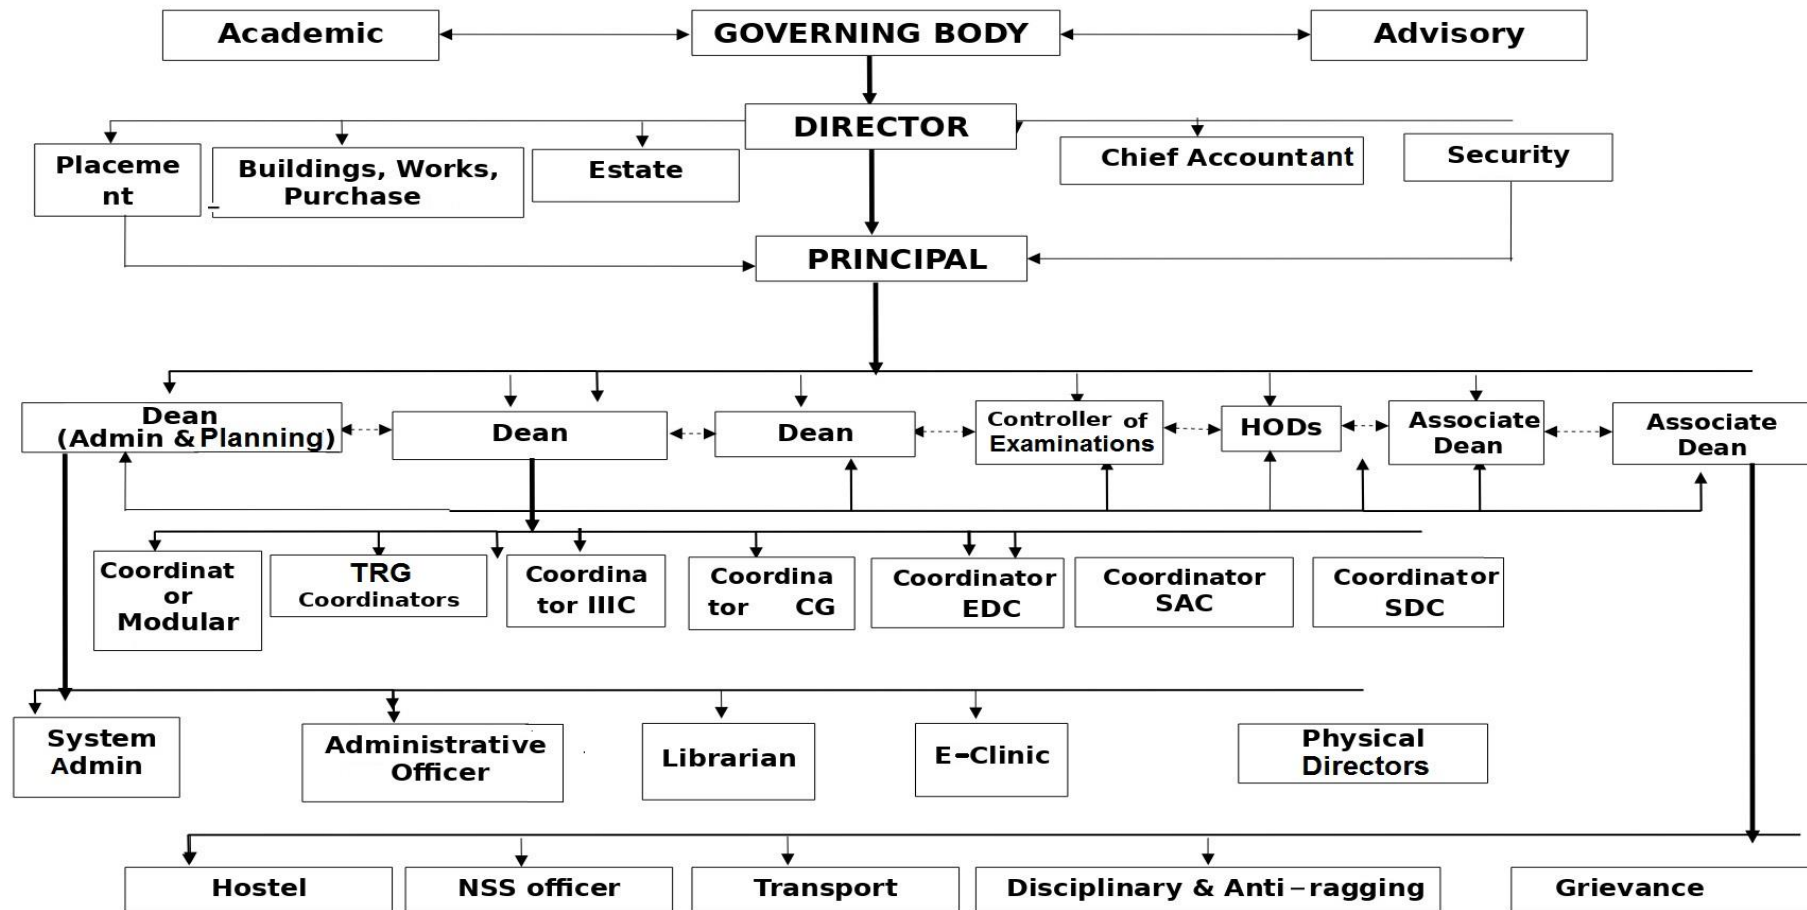 Academic
GOVERNING BODY
Advisory
DIRECTOR
Placeme
nt
Buildings, Works,
Purchase
Estate
Chief Accountant
Security
PRINCIPAL
Dean
(Admin & Planning)
Dean
Dean
Controller of
Examinations
HODs
Associate
Dean
Associate
Dean
Coordinat
or
Modular
TRG
Coordinators
Coordina
tor IIIC
Coordina
tor CG
Coordinator
EDC
Coordinator
SAC
Coordinator
SDC
System
Admin
Administrative
Officer
Librarian
E-Clinic
Physical
Directors
Hostel
NSS officer
Transport
Disciplinary & Anti-ragging
Grievance